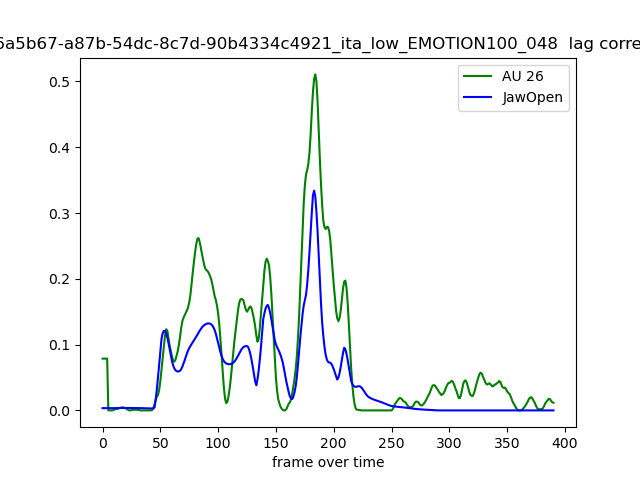 6a5b67-a87b-54dc-8c7d-90b4334c4921_ita_low_EMOTION100_048 lag corre
AU 26
JawOpen
0.5
0.4
0.3
0.2
0.1
0.0
0 50 100 150 200 250 300 350 400
frame over time